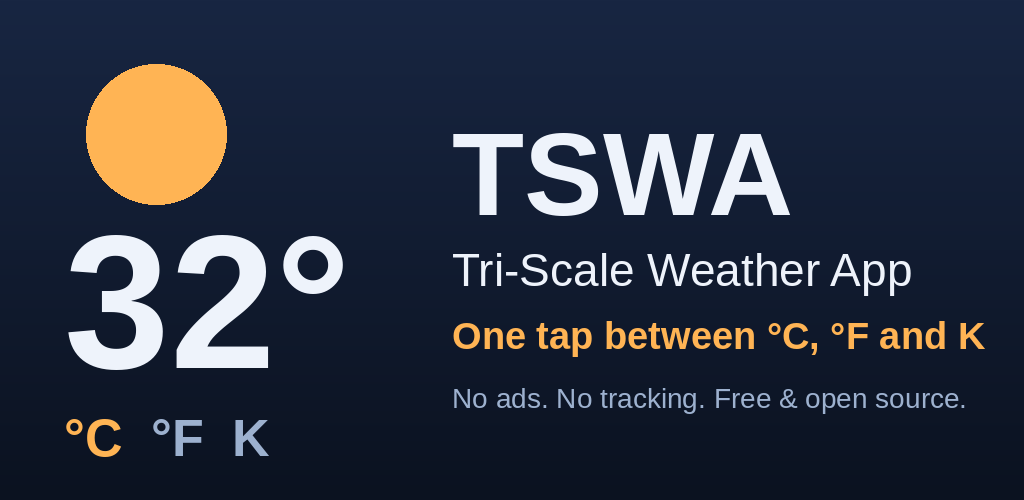 32°
°C °F K
TSWA
Tri-Scale Weather App
One tap between °C, °F and K
No ads. No tracking. Free & open source.